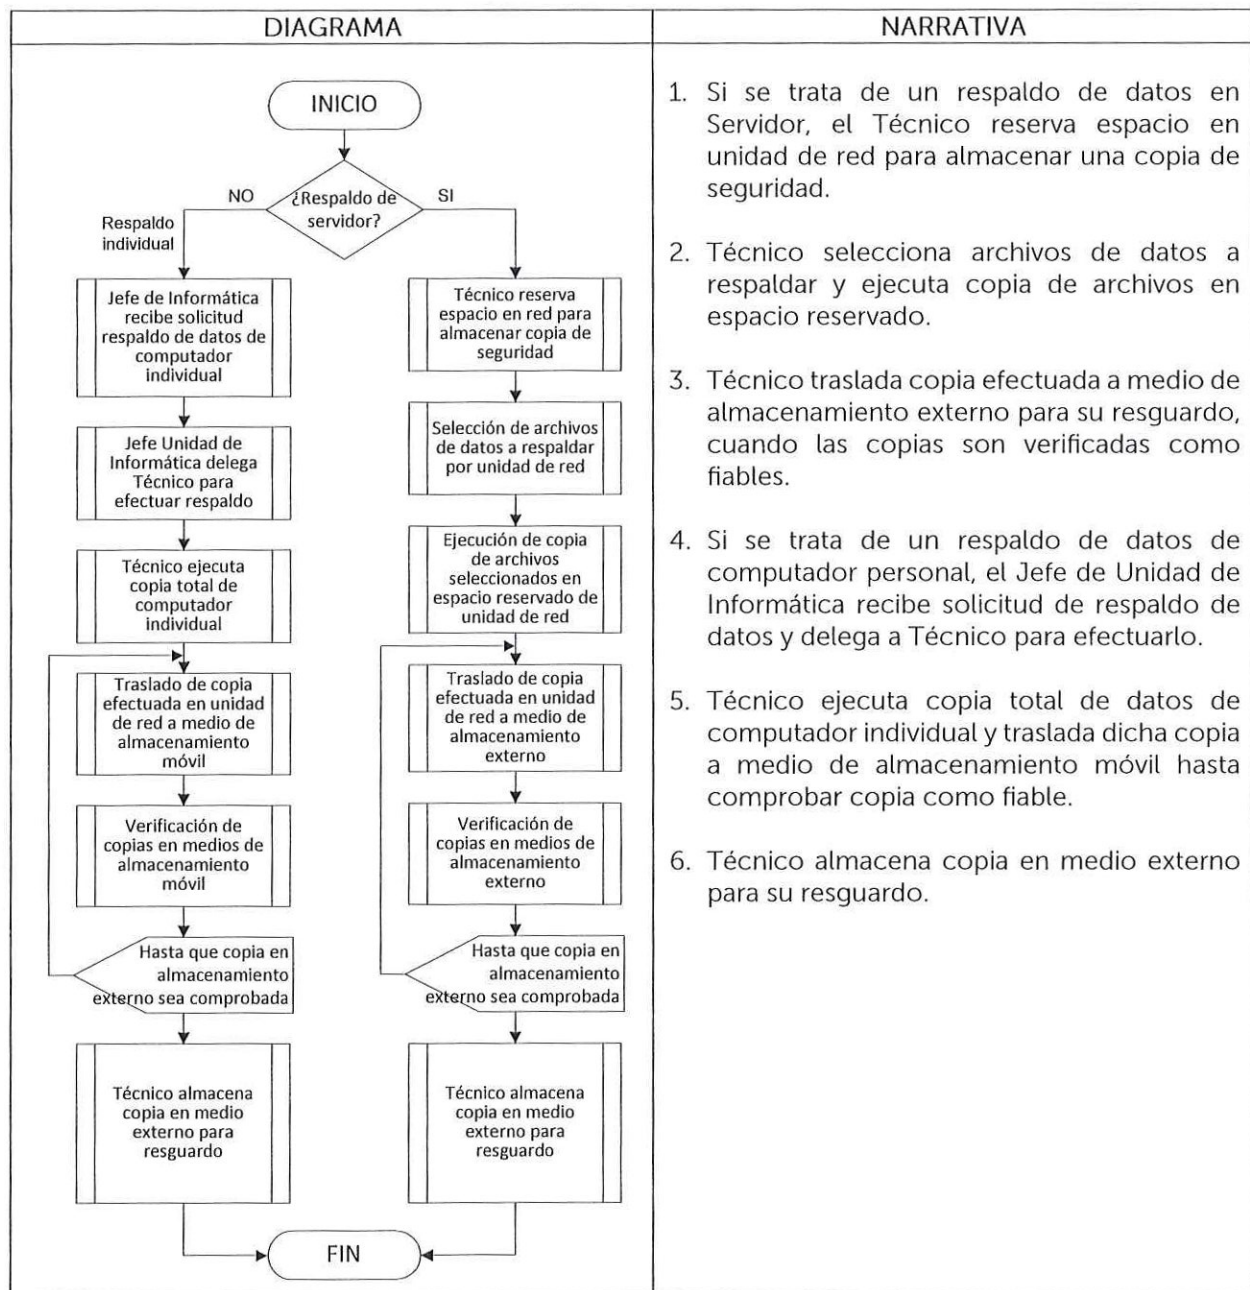 DIAGRAMA
INICIO
¿Respaldo de
servidor?
NO
SI
Respaldo
individual
Jefe de Informática
recibe solicitud
respaldo de datos de
computador
individual
Jefe Unidad de
Informática delega
Técnico para
efectuar respaldo
Técnico ejecuta
copia total de
computador
individual
Traslado de copia
efectuada en unidad
de red a medio de
almacenamiento
móvil
Verificación de
copias en medios de
almacenamiento
móvil
Hasta que copia en
almacenamiento
externo sea comprobada
Técnico almacena
copia en medio
externo para
resguardo
Técnico reserva
espacio en red para
almacenar copia de
seguridad
Selección de archivos
de datos a respaldar
por unidad de red
Ejecución de copia
de archivos
seleccionados en
espacio reservado de
unidad de red
Traslado de copia
efectuada en unidad
de red a medio de
almacenamiento
externo
Verificación de
copias en medios de
almacenamiento
externo
Hasta que copia en
almacenamiento
externo sea comprobada
Técnico almacena
copia en medio
externo para
resguardo
FIN
NARRATIVA
1. Si se trata de un respaldo de datos en
Servidor, el Técnico reserva espacio en
unidad de red para almacenar una copia de
seguridad.
2. Técnico selecciona archivos de datos a
respaldar y ejecuta copia de archivos en
espacio reservado.
3. Técnico traslada copia efectuada a medio de
almacenamiento externo para su resguardo,
cuando las copias son verificadas como
fiables.
4. Si se trata de un respaldo de datos de
computador personal, el Jefe de Unidad de
Informática recibe solicitud de respaldo de
datos y delega a Técnico para efectuarlo.
5. Técnico ejecuta copia total de datos de
computador individual y traslada dicha copia
a medio de almacenamiento móvil hasta
comprobar copia como fiable.
6. Técnico almacena copia en medio externo
para su resguardo.